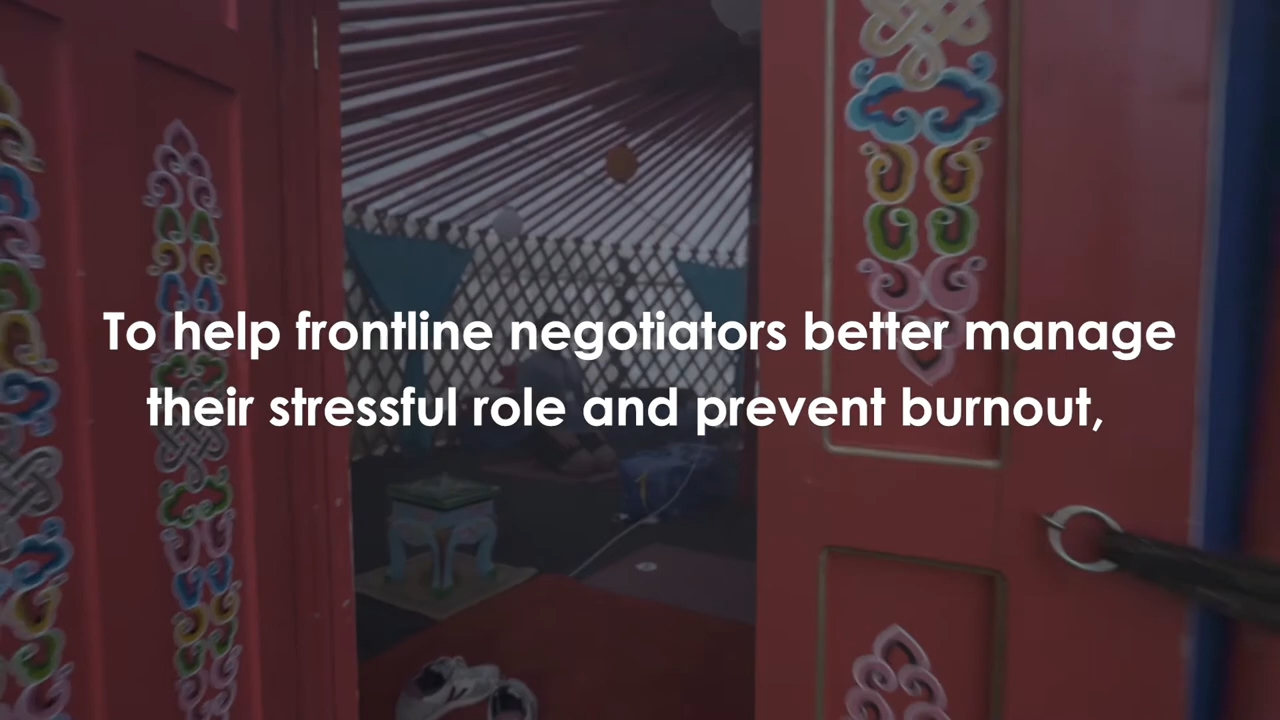 To help frontline negotiators better manage
their stressful role and prevent burnout,